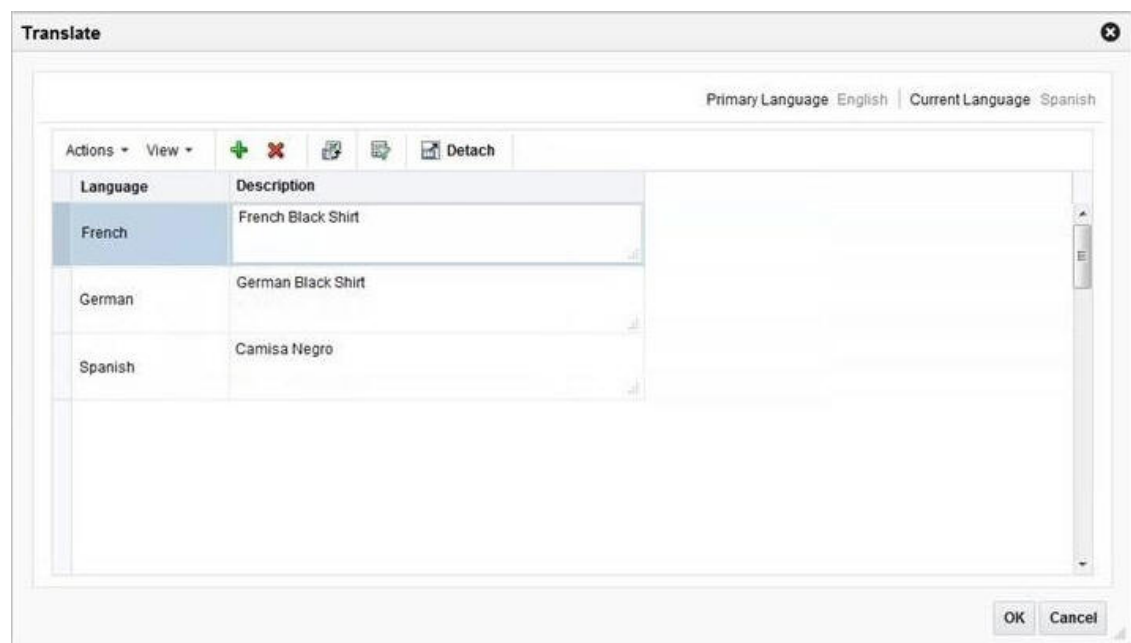 Translate
Primary Language English Current Language Spanish
Actions View Detach
Language Description
French French Black Shirt
German German Black Shirt
Spanish Camisa Negro
OK Cancel